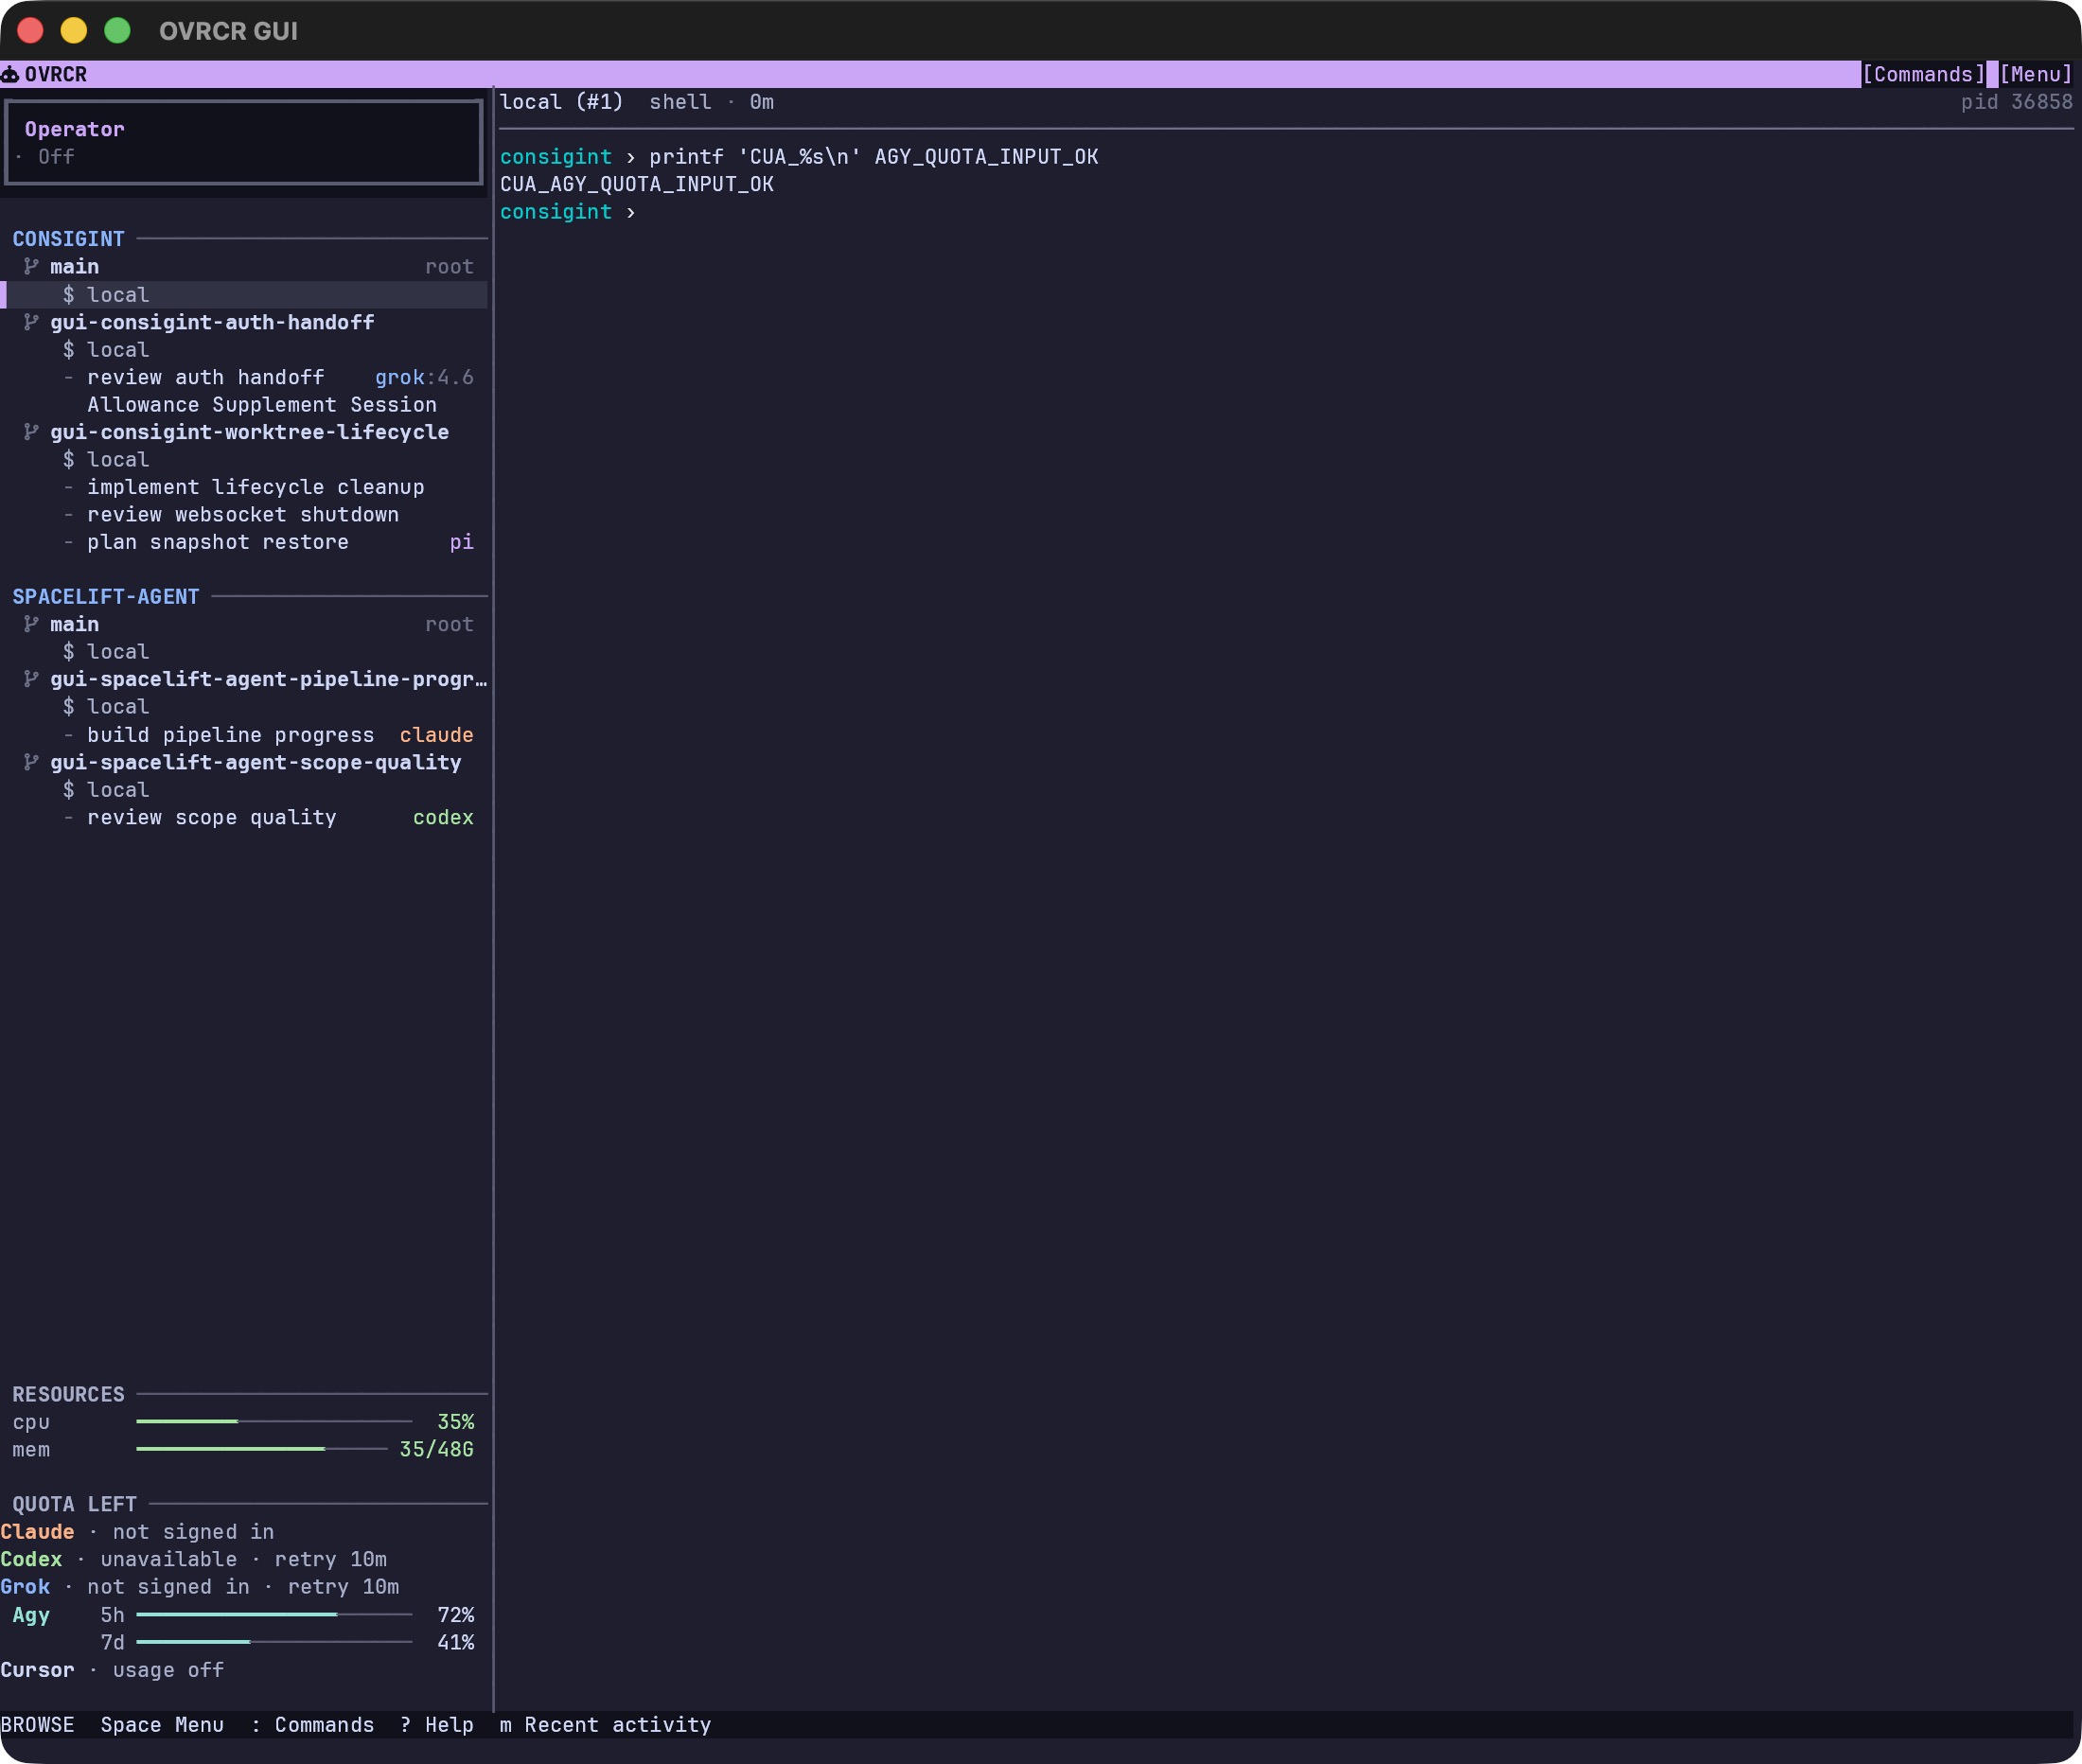 OVRCR GUI
OVRCR [Commands] [Menu]
Operator
· Off
CONSIGINT
main root
$ local
gui-consigint-auth-handoff
$ local
- review auth handoff grok:4.6
Allowance Supplement Session
gui-consigint-worktree-lifecycle
$ local
- implement lifecycle cleanup
- review websocket shutdown
- plan snapshot restore pi
SPACELIFT-AGENT
main root
$ local
gui-spacelift-agent-pipeline-progr…
$ local
- build pipeline progress claude
gui-spacelift-agent-scope-quality
$ local
- review scope quality codex
RESOURCES
cpu 35%
mem 35/48G
QUOTA LEFT
Claude · not signed in
Codex · unavailable · retry 10m
Grok · not signed in · retry 10m
Agy 5h 72%
7d 41%
Cursor · usage off
local (#1) shell · 0m pid 36858
consigint › printf 'CUA_%s\n' AGY_QUOTA_INPUT_OK
CUA_AGY_QUOTA_INPUT_OK
consigint ›
BROWSE Space Menu : Commands ? Help m Recent activity